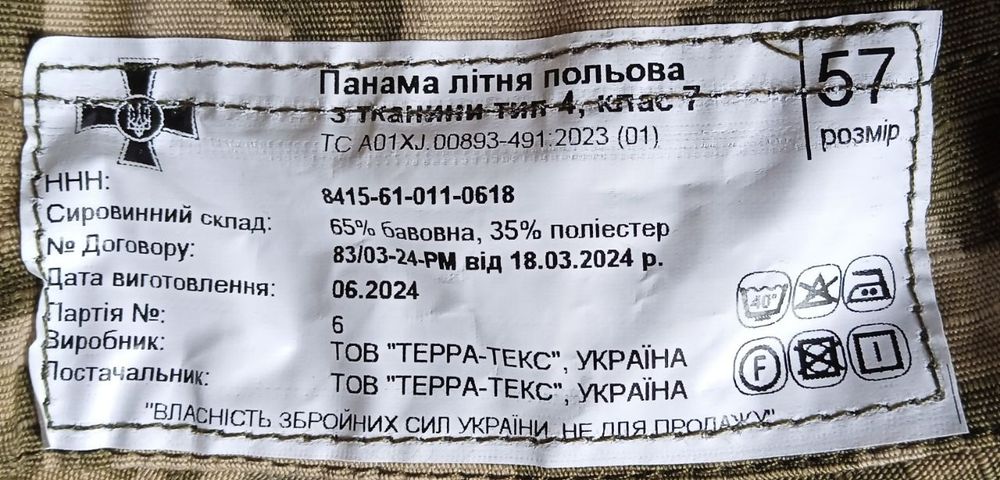 Панама літня польова
з тканини тип 4, клас 7
ТС А01XJ.00893-491:2023 (01)
57
розмір
ННН: 8415-61-011-0618
Сировинний склад: 65% бавовна, 35% поліестер
№ Договору: 83/03-24-РМ від 18.03.2024 р.
Дата виготовлення: 06.2024
Партія №: 6
Виробник: ТОВ "ТЕРРА-ТЕКС", УКРАЇНА
Постачальник: ТОВ "ТЕРРА-ТЕКС", УКРАЇНА
"ВЛАСНІСТЬ ЗБРОЙНИХ СИЛ УКРАЇНИ, НЕ ДЛЯ ПРОДАЖУ"
40°
F